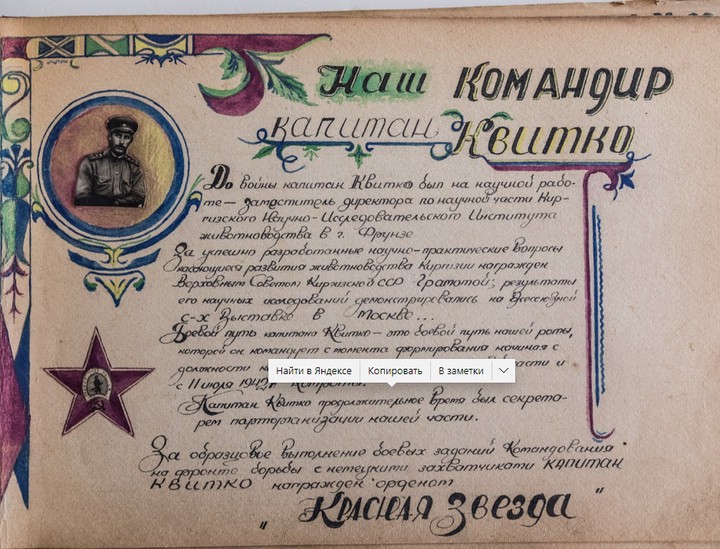 Наш Командир
капитан Квитко
До войны капитан Квитко был на научной рабо-
те — заместитель директора по научной части Кир-
гизского Научно-Исследовательского Института
животноводства в г. Фрунзе
За успешно разработанные научно-практические вопросы
касающиеся развития животноводства Киргизии награжден
Верховным Советом Киргизской ССР Грамотой; результаты
его научных исследований демонстрировались на Всесоюзной
с-х Выставке в Москве...
Боевой путь капитана Квитко — это боевой путь нашей роты,
которой он командует с момента формирования начиная с
должности части и
Найти в Яндексе Копировать В заметки
с 11 июля 1942
Капитан Квитко продолжительное время был секрета-
рем парторганизации нашей части.
За образцовое выполнение боевых заданий Командования
на фронте борьбы с немецкими захватчиками капитан
Квитко награжден орденом
"Красная Звезда"